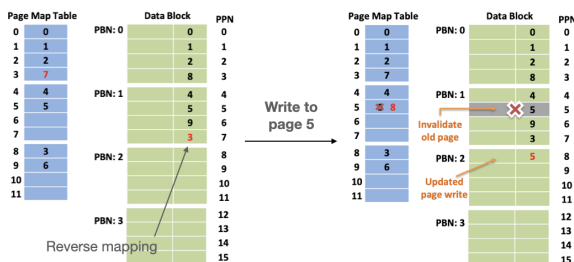 Page Map Table
0 0
1 1
2 2
3 7
4 4
5 5
6
7
8 3
9 6
10
11
Data Block PPN
PBN: 0
0 0
1 1
2 2
8 3
PBN: 1
4 4
5 5
9 6
3 7
PBN: 2
8
9
10
11
PBN: 3
12
13
14
15
Reverse mapping
Write to
page 5
Page Map Table
0 0
1 1
2 2
3 7
4 4
5 8
6
7
8 3
9 6
10
11
Data Block PPN
PBN: 0
0 0
1 1
2 2
8 3
PBN: 1
4 4
5 5
9 6
3 7
Invalidate
old page
PBN: 2
5 8
9
10
11
Updated
page write
PBN: 3
12
13
14
15